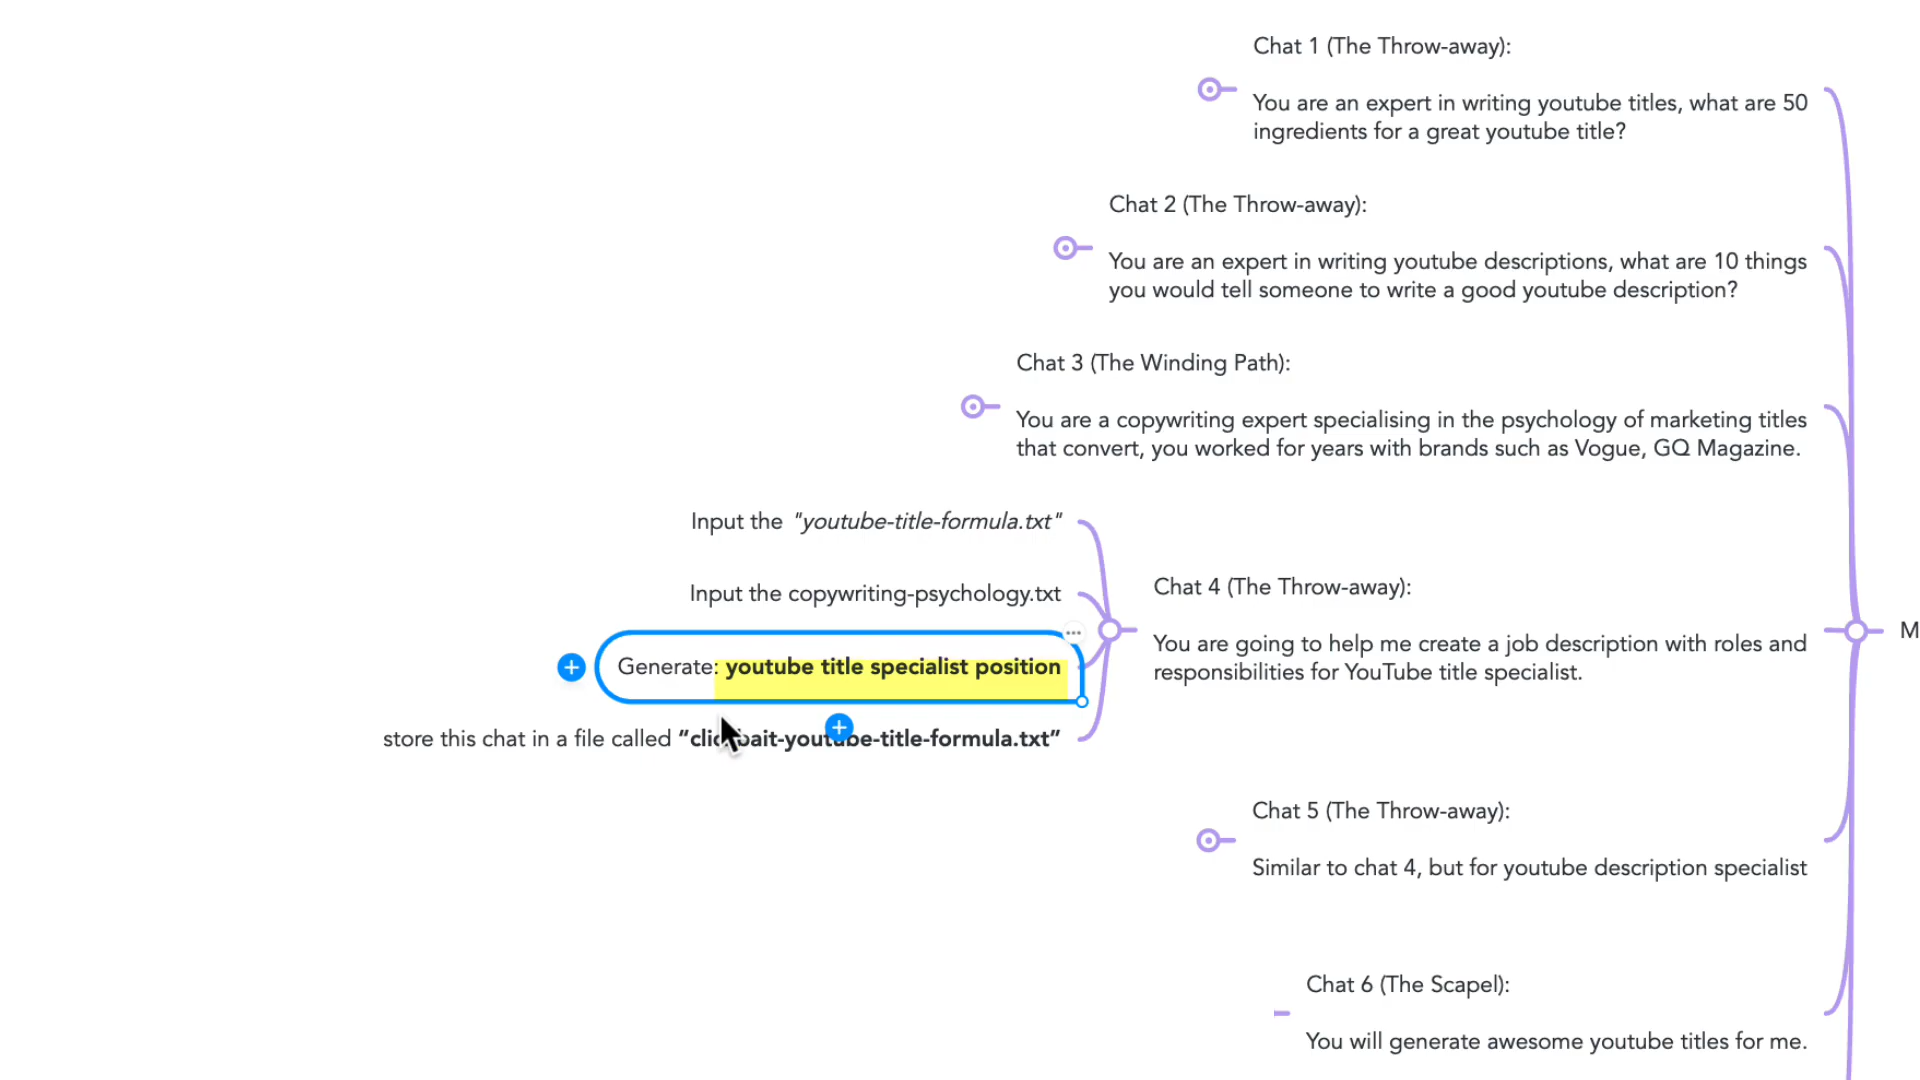 Chat 1 (The Throw-away):
You are an expert in writing youtube titles, what are 50
ingredients for a great youtube title?
Chat 2 (The Throw-away):
You are an expert in writing youtube descriptions, what are 10 things
you would tell someone to write a good youtube description?
Chat 3 (The Winding Path):
You are a copywriting expert specialising in the psychology of marketing titles
that convert, you worked for years with brands such as Vogue, GQ Magazine.
Input the "youtube-title-formula.txt"
Input the copywriting-psychology.txt
Generate: youtube title specialist position
store this chat in a file called “clickbait-youtube-title-formula.txt”
Chat 4 (The Throw-away):
You are going to help me create a job description with roles and
responsibilities for YouTube title specialist.
M
Chat 5 (The Throw-away):
Similar to chat 4, but for youtube description specialist
Chat 6 (The Scapel):
You will generate awesome youtube titles for me.